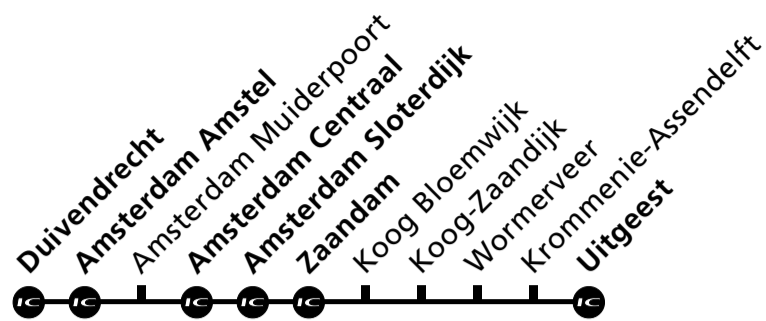 Duivendrecht
Amsterdam Amstel
Amsterdam Muiderpoort
Amsterdam Centraal
Amsterdam Sloterdijk
Zaandam
Koog Bloemwijk
Koog-Zaandijk
Wormerveer
Krommenie-Assendelft
Uitgeest
IC
IC
IC
IC
IC
IC